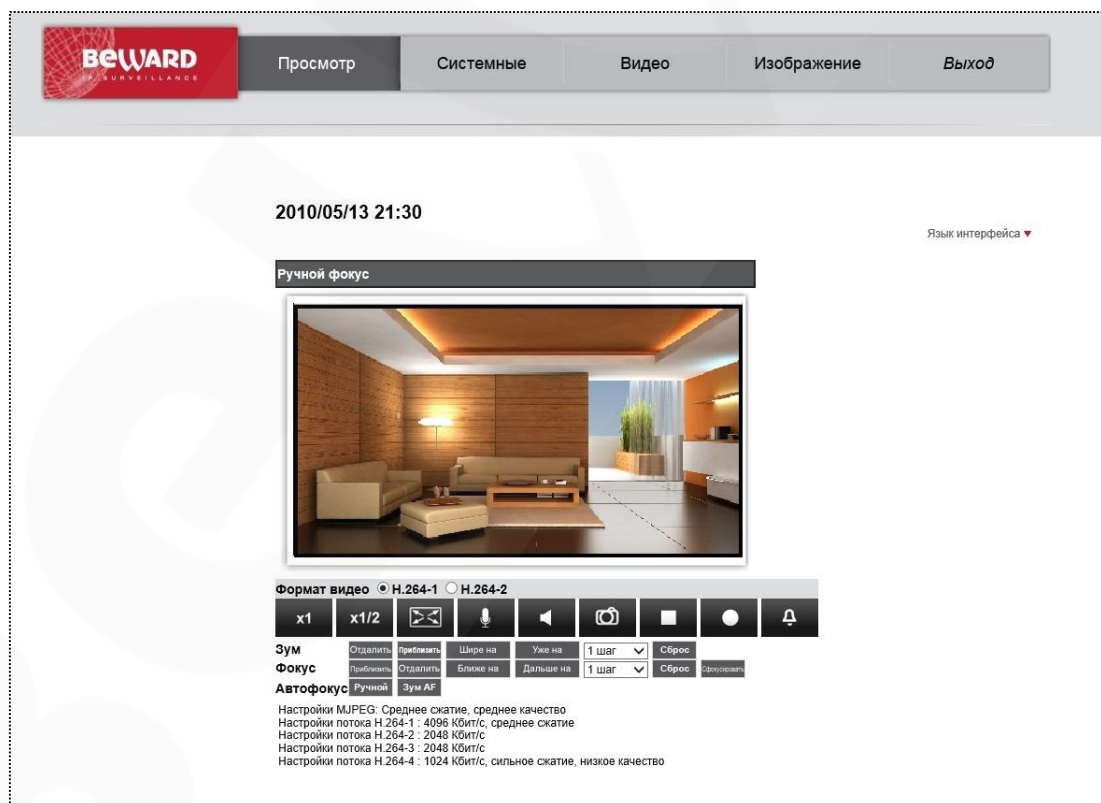 BEWARD
IP SURVEILLANCE
Просмотр Системные Видео Изображение Выход
2010/05/13 21:30
Язык интерфейса
Ручной фокус
Формат видео H.264-1 H.264-2
x1 x1/2
Зум Отдалить Приблизить Шире на Уже на 1 шаг Сброс
Фокус Приблизить Отдалить Ближе на Дальше на 1 шаг Сброс Сфокусировать
Автофокус Ручной Зум AF
Настройки MJPEG: Среднее сжатие, среднее качество
Настройки потока H.264-1 : 4096 Кбит/с, среднее сжатие
Настройки потока H.264-2 : 2048 Кбит/с
Настройки потока H.264-3 : 2048 Кбит/с
Настройки потока H.264-4 : 1024 Кбит/с, сильное сжатие, низкое качество